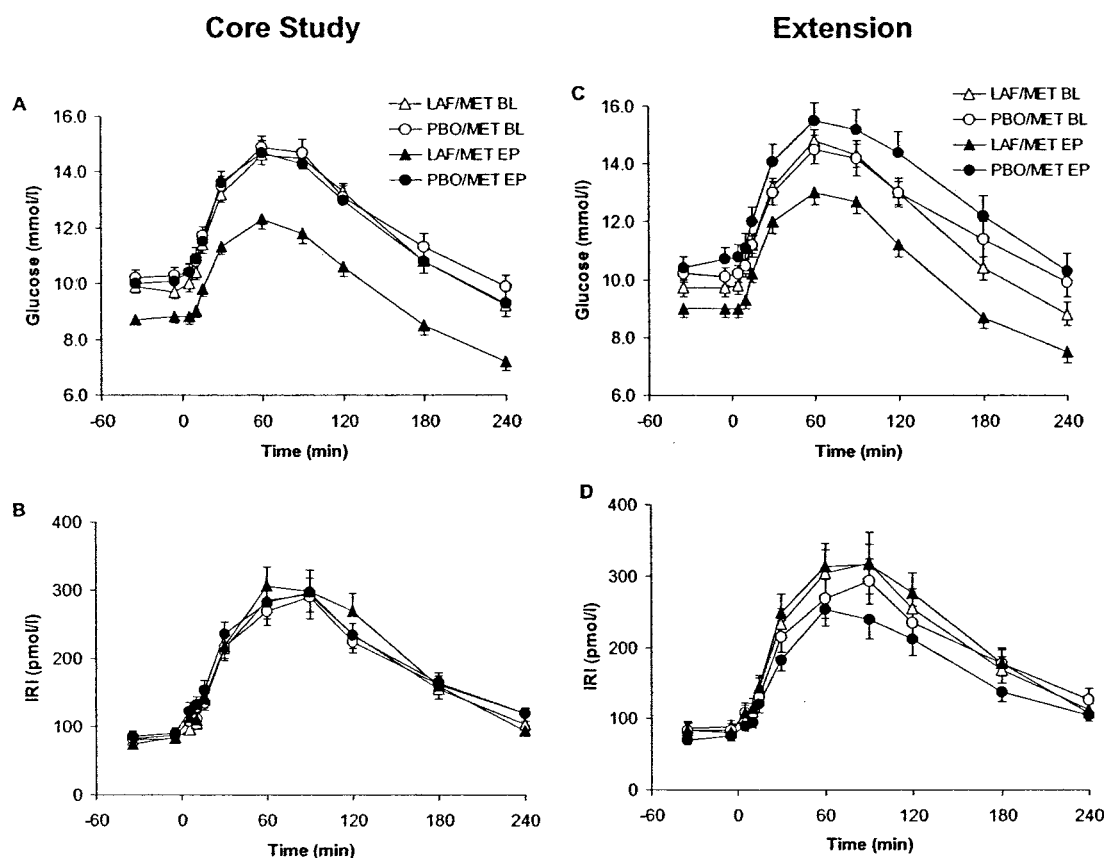 Core Study
Extension
A
LAF/MET BL
PBO/MET BL
LAF/MET EP
PBO/MET EP
Glucose (mmol/l)
16.0
14.0
12.0
10.0
8.0
6.0
-60 0 60 120 180 240
Time (min)
C
LAF/MET BL
PBO/MET BL
LAF/MET EP
PBO/MET EP
Glucose (mmol/l)
16.0
14.0
12.0
10.0
8.0
6.0
-60 0 60 120 180 240
Time (min)
B
IRI (pmol/l)
400
300
200
100
0
-60 0 60 120 180 240
Time (min)
D
IRI (pmol/l)
400
300
200
100
0
-60 0 60 120 180 240
Time (min)